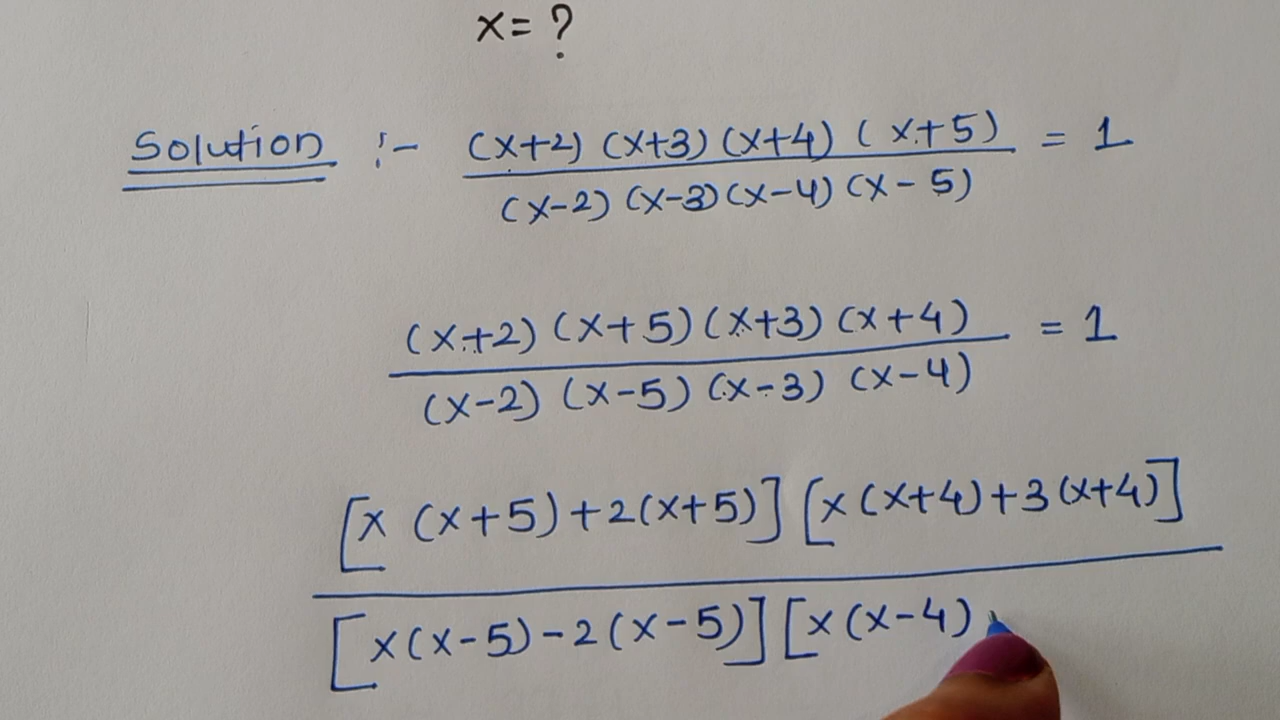 x = ?
Solution :- (x+2) (x+3) (x+4) (x+5) = 1
(x-2) (x-3) (x-4) (x-5)
(x+2) (x+5) (x+3) (x+4) = 1
(x-2) (x-5) (x-3) (x-4)
[x (x+5) + 2(x+5)] [x (x+4) + 3 (x+4)]
[x(x-5) - 2 (x-5)] [x (x-4)